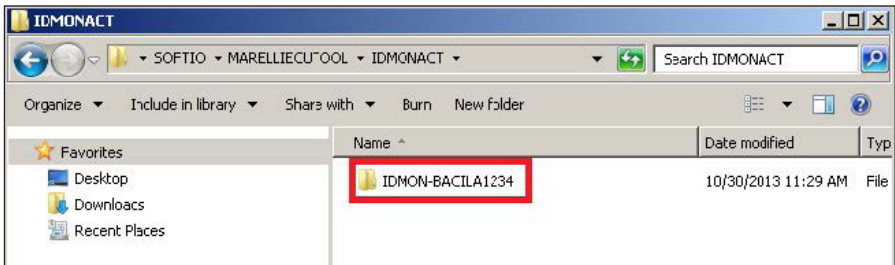 IDMONACT
SOFTIO MARELLIECUTOOL IDMONACT Search IDMONACT
Organize Include in library Share with Burn New folder
Favorites Name Date modified Typ
Desktop IDMON-BACILA1234 10/30/2013 11:29 AM File
Downloads
Recent Places